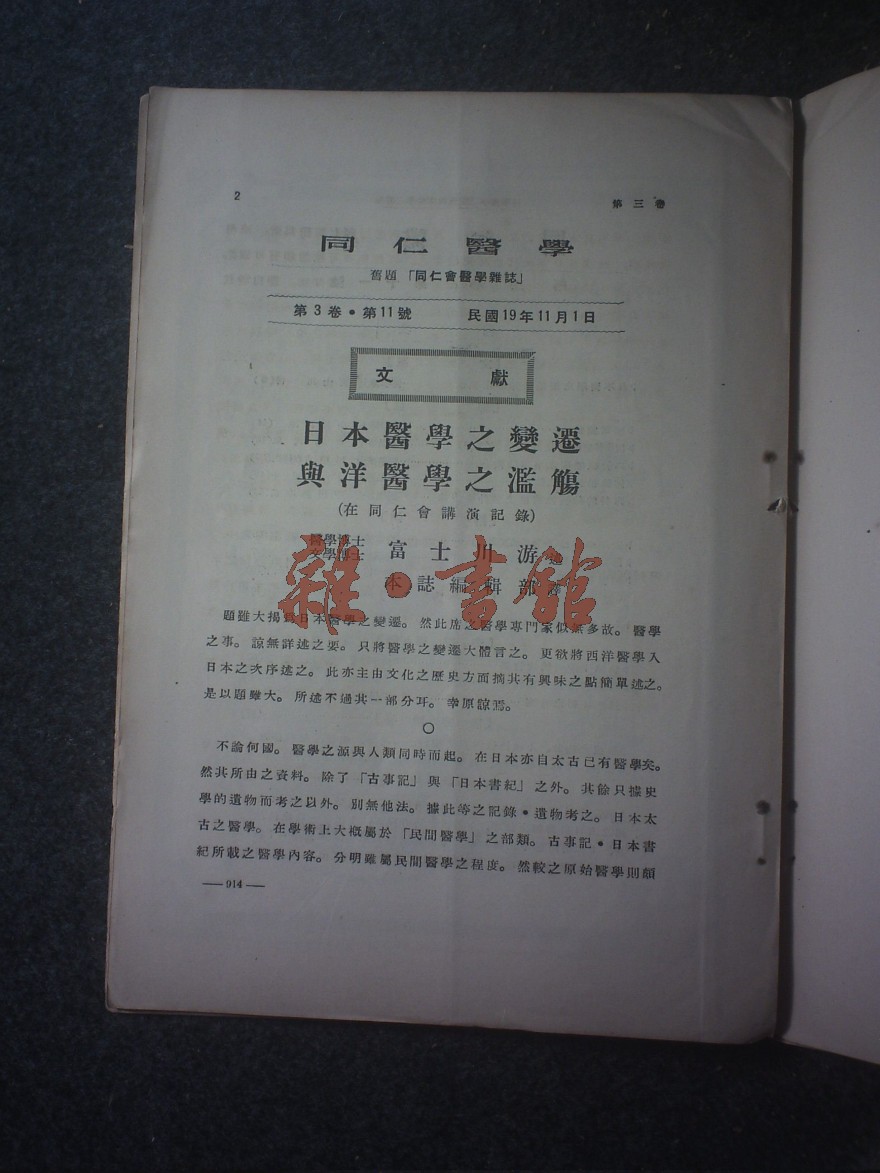 2
第三卷
同仁醫學
舊題「同仁會醫學雜誌」
第3卷•第11號 民國19年11月1日
文獻
日本醫學之變遷
與洋醫學之濫觴
(在同仁會講演記錄)
醫學博士
文學博士 富士川游
本誌編輯部
雜·書館
題雖大揭爲日本醫學之變遷。然此席之醫學專門家似無多故。醫學
之事。諒無詳述之要。只將醫學之變遷大體言之。更欲將西洋醫學入
日本之次序述之。此亦主由文化之歷史方面摘其有興味之點簡單述之。
是以題雖大。所述不過其一部分耳。幸原諒焉。
○
不論何國。醫學之源與人類同時而起。在日本亦自太古已有醫學矣。
然其所由之資料。除了「古事記」與「日本書紀」之外。其餘只據史
學的遺物而考之以外。別無他法。據此等之記錄•遺物考之。日本太
古之醫學。在學術上大概屬於「民間醫學」之部類。古事記•日本書
紀所載之醫學內容。分明雖屬民間醫學之程度。然較之原始醫學則頗
—914—